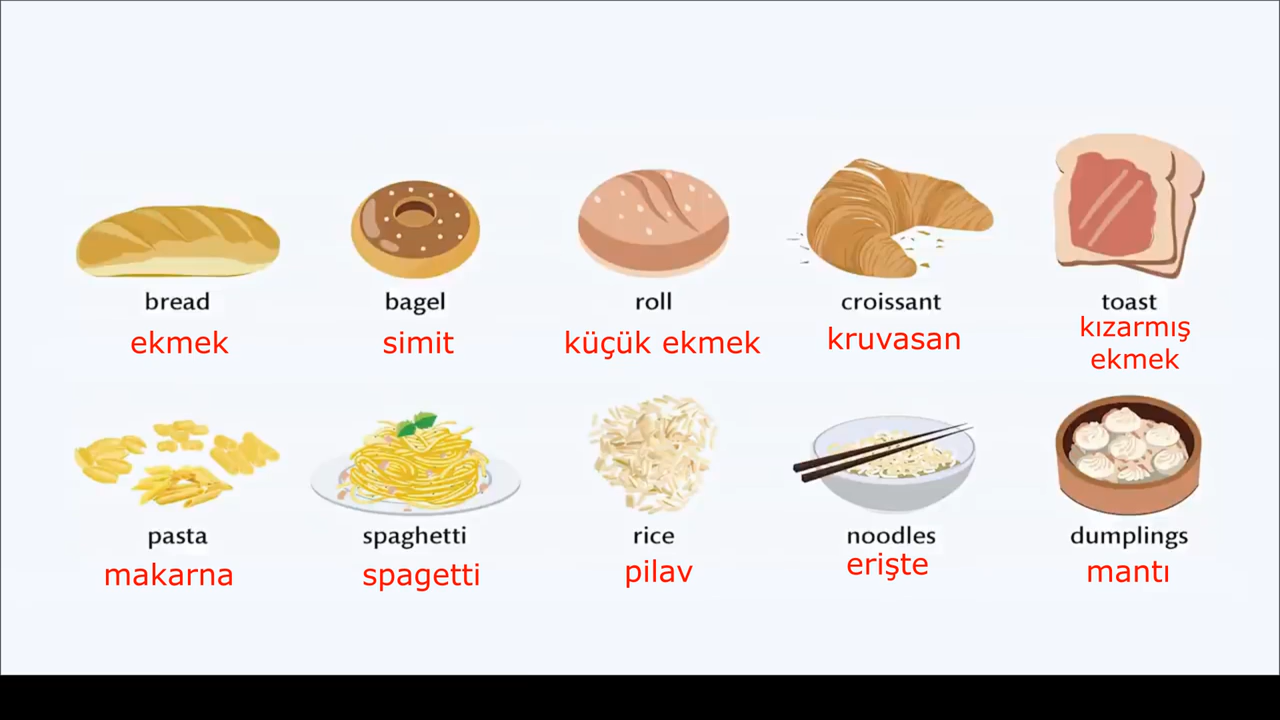 bread
ekmek
bagel
simit
roll
küçük ekmek
croissant
kruvasan
toast
kızarmış
ekmek
pasta
makarna
spaghetti
spagetti
rice
pilav
noodles
erişte
dumplings
mantı